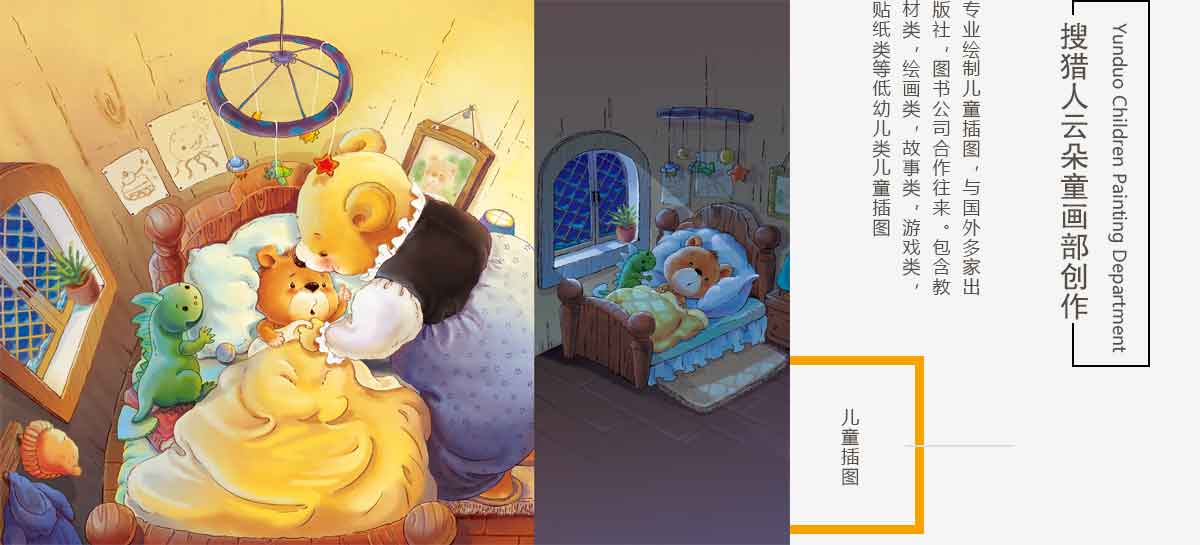 搜猎人云朵童画部创作
Yunduo Children Painting Department
专业绘制儿童插图，与国外多家出
版社，图书公司合作往来。包含教
材类，绘画类，故事类，游戏类，
贴纸类等低幼儿类儿童插图
儿童插图